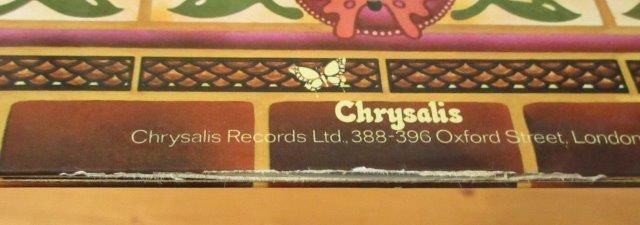 Chrysalis
Chrysalis Records Ltd., 388-396 Oxford Street, London